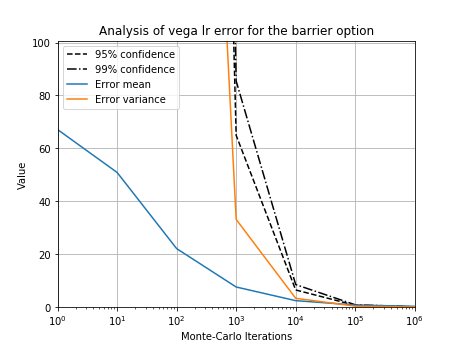 Analysis of vega lr error for the barrier option
100
80
60
40
20
0
Value
95% confidence
99% confidence
Error mean
Error variance
10⁰ 10¹ 10² 10³ 10⁴ 10⁵ 10⁶
Monte-Carlo Iterations